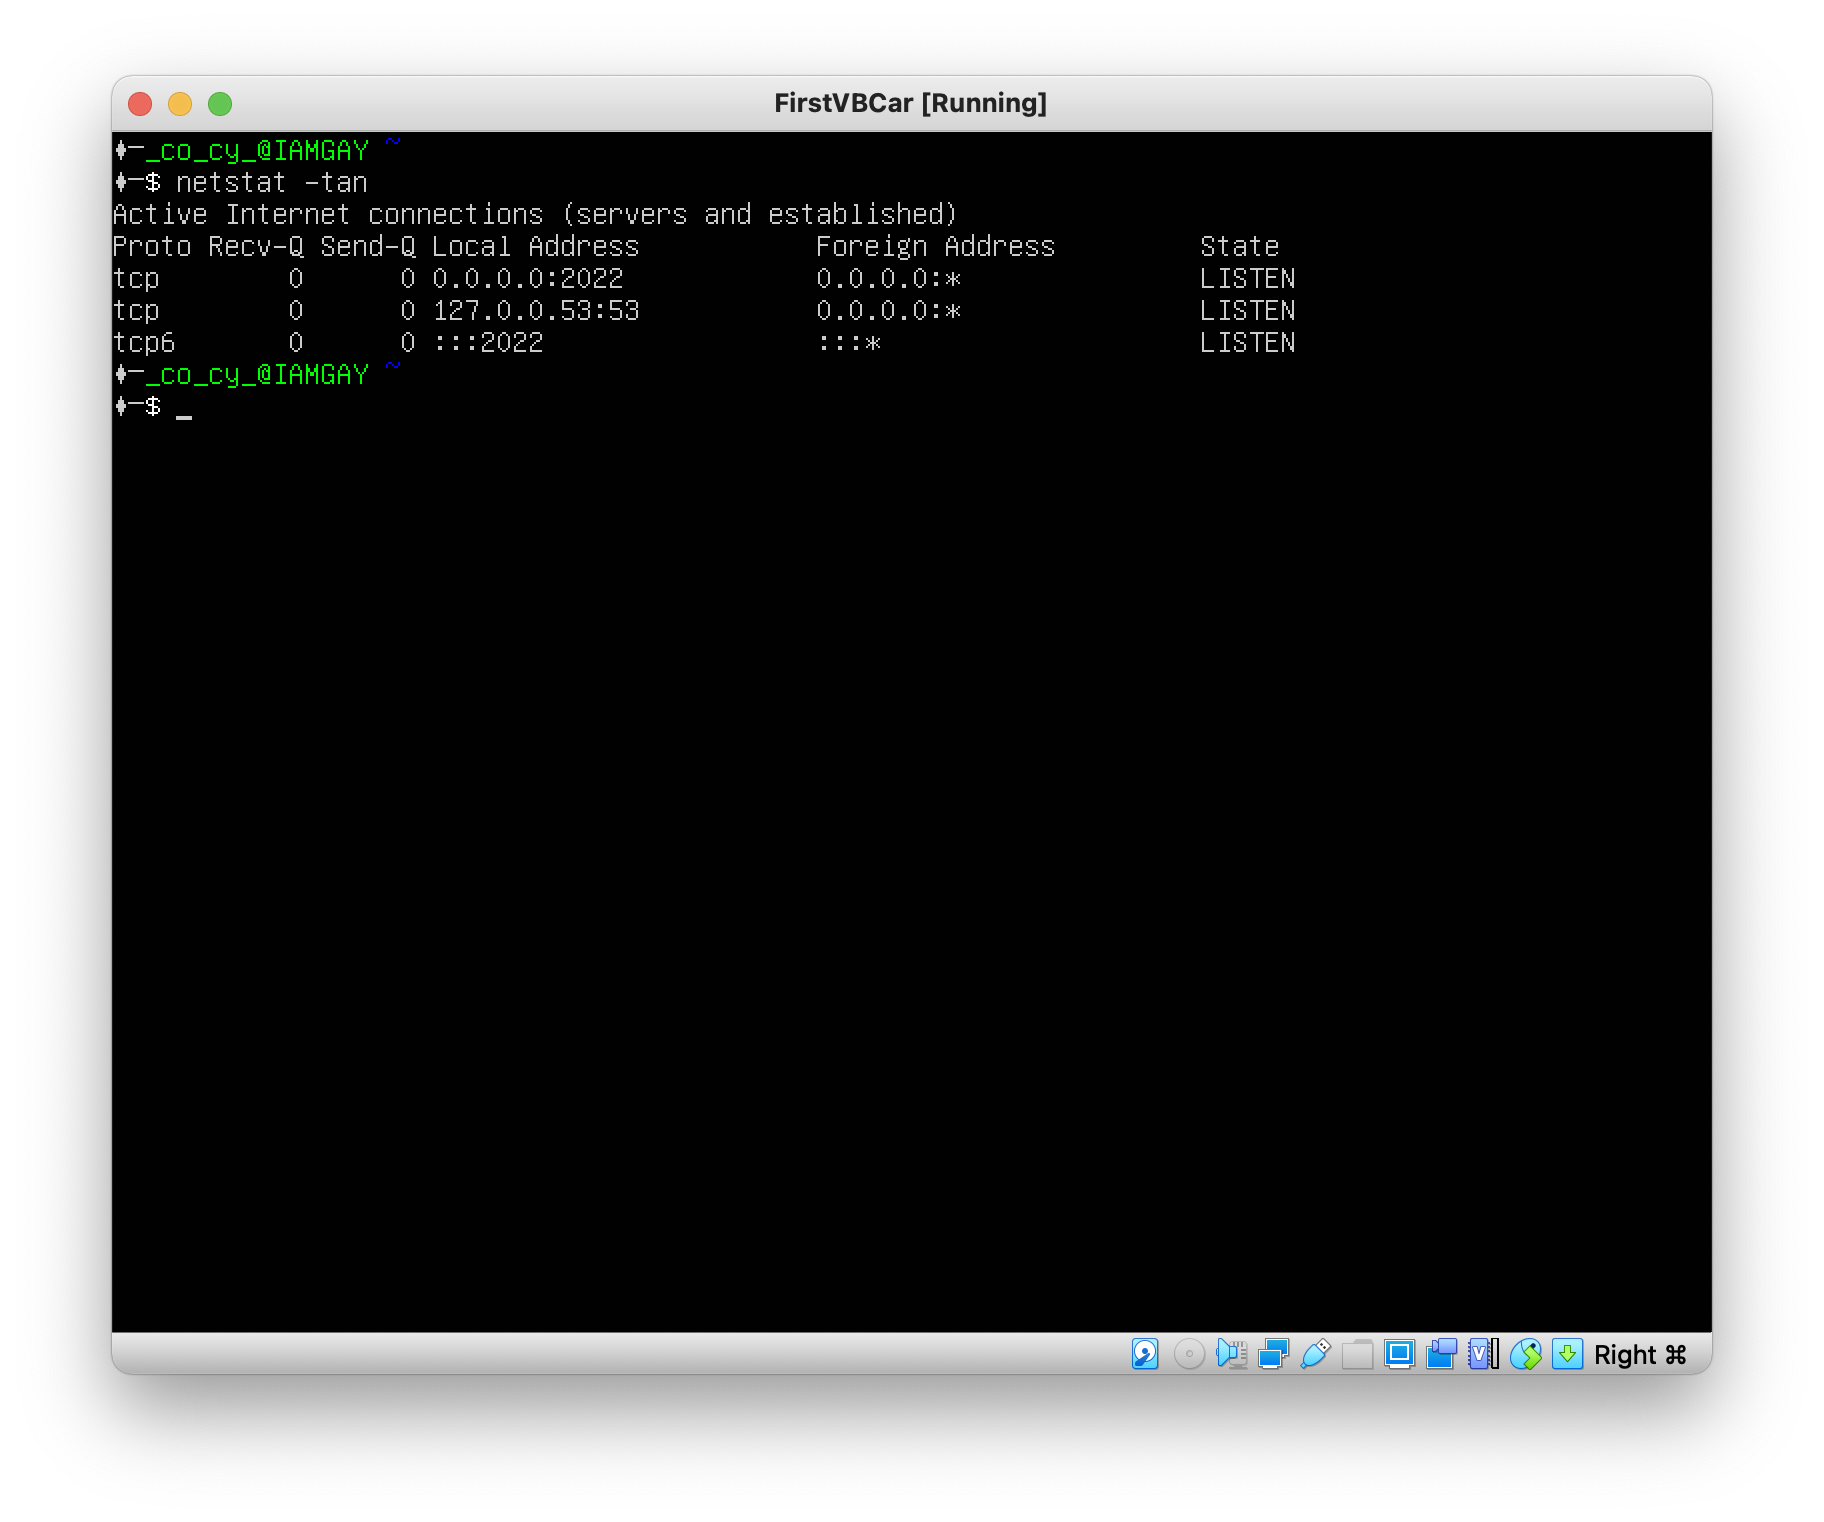 FirstVBCar [Running]
_co_cy_@IAMGAY ~
$ netstat -tan
Active Internet connections (servers and established)
Proto Recv-Q Send-Q Local Address           Foreign Address         State
tcp        0      0 0.0.0.0:2022            0.0.0.0:*               LISTEN
tcp        0      0 127.0.0.53:53           0.0.0.0:*               LISTEN
tcp6       0      0 :::2022                 :::*                    LISTEN
_co_cy_@IAMGAY ~
$ _
Right ⌘